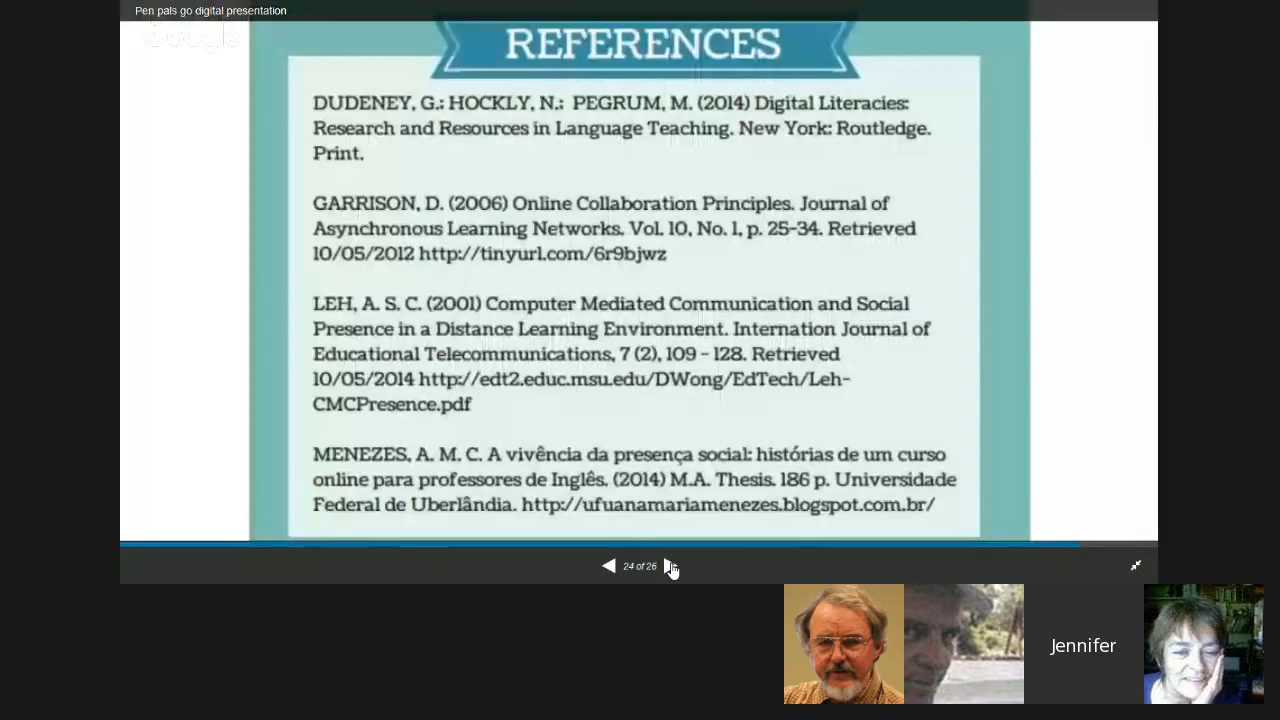 Pen pals go digital presentation
Google
REFERENCES
DUDENEY, G.; HOCKLY, N.; PEGRUM, M. (2014) Digital Literacies:
Research and Resources in Language Teaching. New York: Routledge.
Print.
GARRISON, D. (2006) Online Collaboration Principles. Journal of
Asynchronous Learning Networks. Vol. 10, No. 1, p. 25-34. Retrieved
10/05/2012 http://tinyurl.com/6r9bjwz
LEH, A. S. C. (2001) Computer Mediated Communication and Social
Presence in a Distance Learning Environment. Internation Journal of
Educational Telecommunications, 7 (2), 109 - 128. Retrieved
10/05/2014 http://edt2.educ.msu.edu/DWong/EdTech/Leh-
CMCPresence.pdf
MENEZES, A. M. C. A vivência da presença social: histórias de um curso
online para professores de Inglês. (2014) M.A. Thesis. 186 p. Universidade
Federal de Uberlândia. http://ufuanamariamenezes.blogspot.com.br/
24 of 26
Jennifer